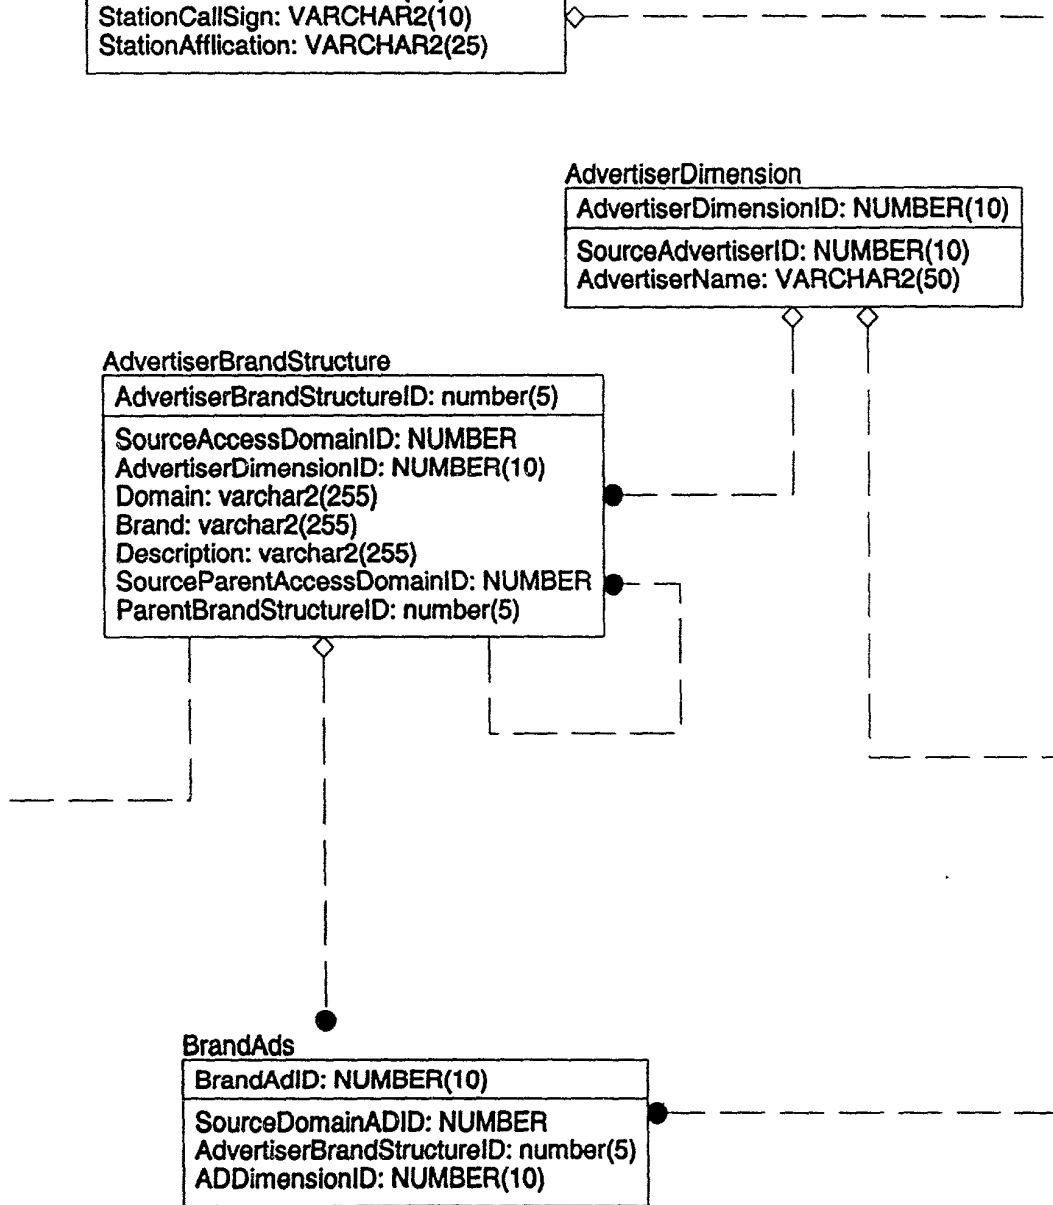 StationCallSign: VARCHAR2(10)
StationAfflication: VARCHAR2(25)
AdvertiserDimension
AdvertiserDimensionID: NUMBER(10)
SourceAdvertiserID: NUMBER(10)
AdvertiserName: VARCHAR2(50)
AdvertiserBrandStructure
AdvertiserBrandStructureID: number(5)
SourceAccessDomainID: NUMBER
AdvertiserDimensionID: NUMBER(10)
Domain: varchar2(255)
Brand: varchar2(255)
Description: varchar2(255)
SourceParentAccessDomainID: NUMBER
ParentBrandStructureID: number(5)
BrandAds
BrandAdID: NUMBER(10)
SourceDomainADID: NUMBER
AdvertiserBrandStructureID: number(5)
ADDimensionID: NUMBER(10)